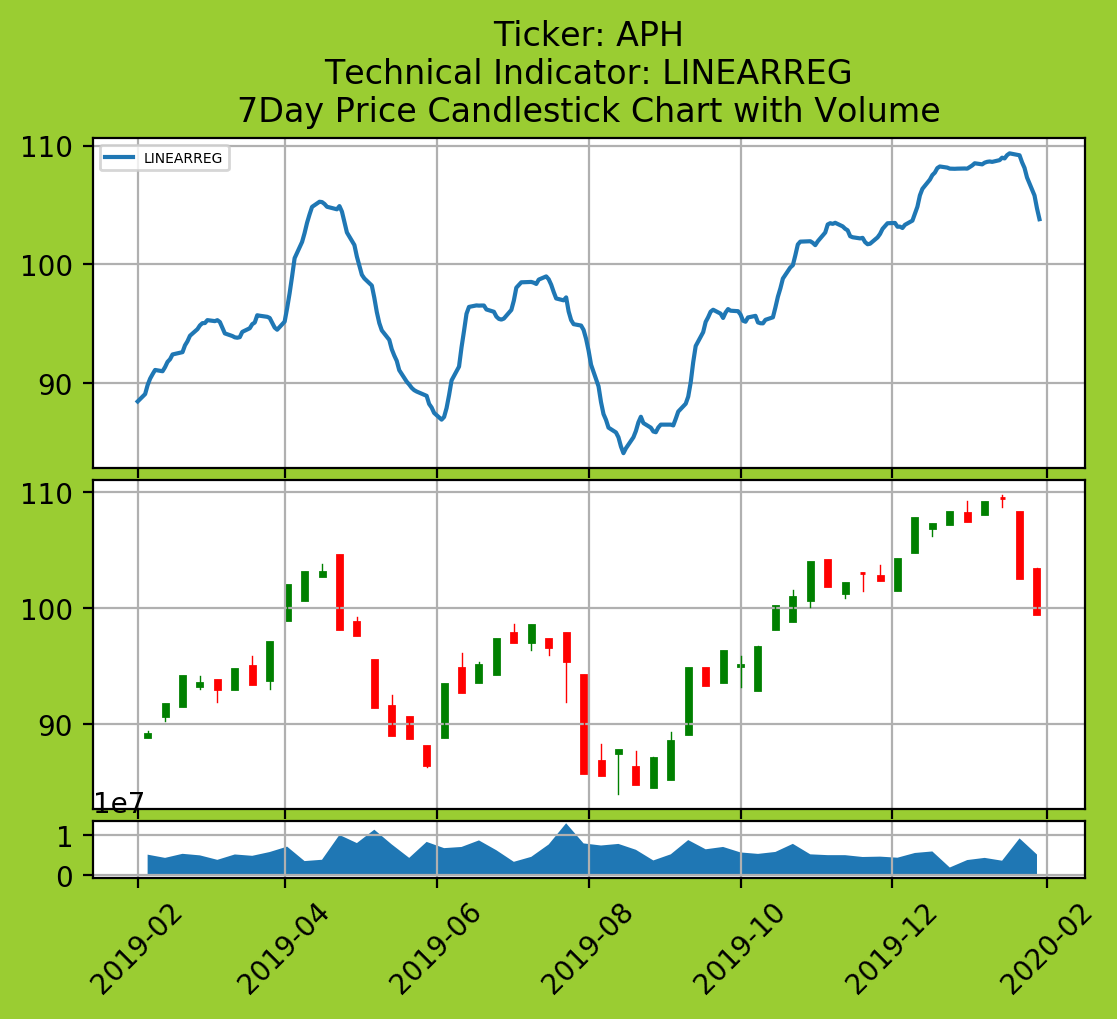 Ticker: APH
Technical Indicator: LINEARREG
7Day Price Candlestick Chart with Volume
110
LINEARREG
100
90
110
100
90
1e7
1
0
2019-02 2019-04 2019-06 2019-08 2019-10 2019-12 2020-02